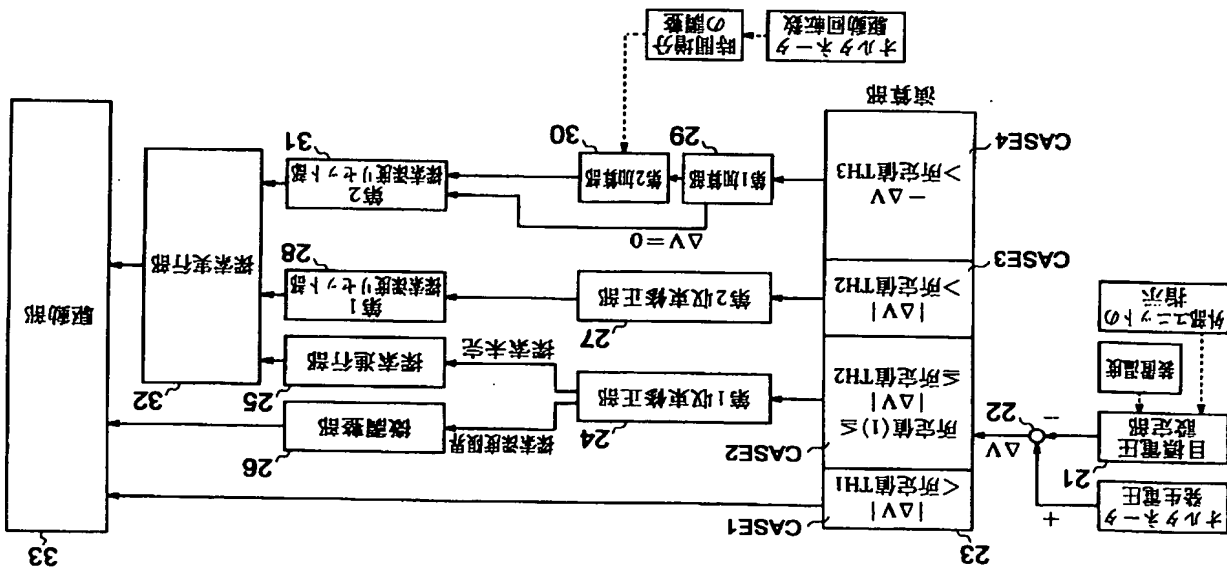 23
33
CASE1
オルタネータ
発生電圧
+
|ΔV|
<所定値TH1
21
目標電圧
設定部
−
22
ΔV
装置温度
外部ユニットの
指示
CASE2
所定値(1)≦
|ΔV|
≦所定値TH2
24
第1収束修正部
探索深度限界
探索未完
26
微調整部
25
探索進行部
32
探索実行部
駆動部
|ΔV|
>所定値TH2
CASE3
27
第2収束修正部
28
第1
探索深度リセット部
−ΔV
>所定値TH3
CASE4
演算部
ΔV=0
第1加算部
29
第2加算部
30
第2
探索深度リセット部
31
オルタネータ
駆動回転数
時間増分
の調整